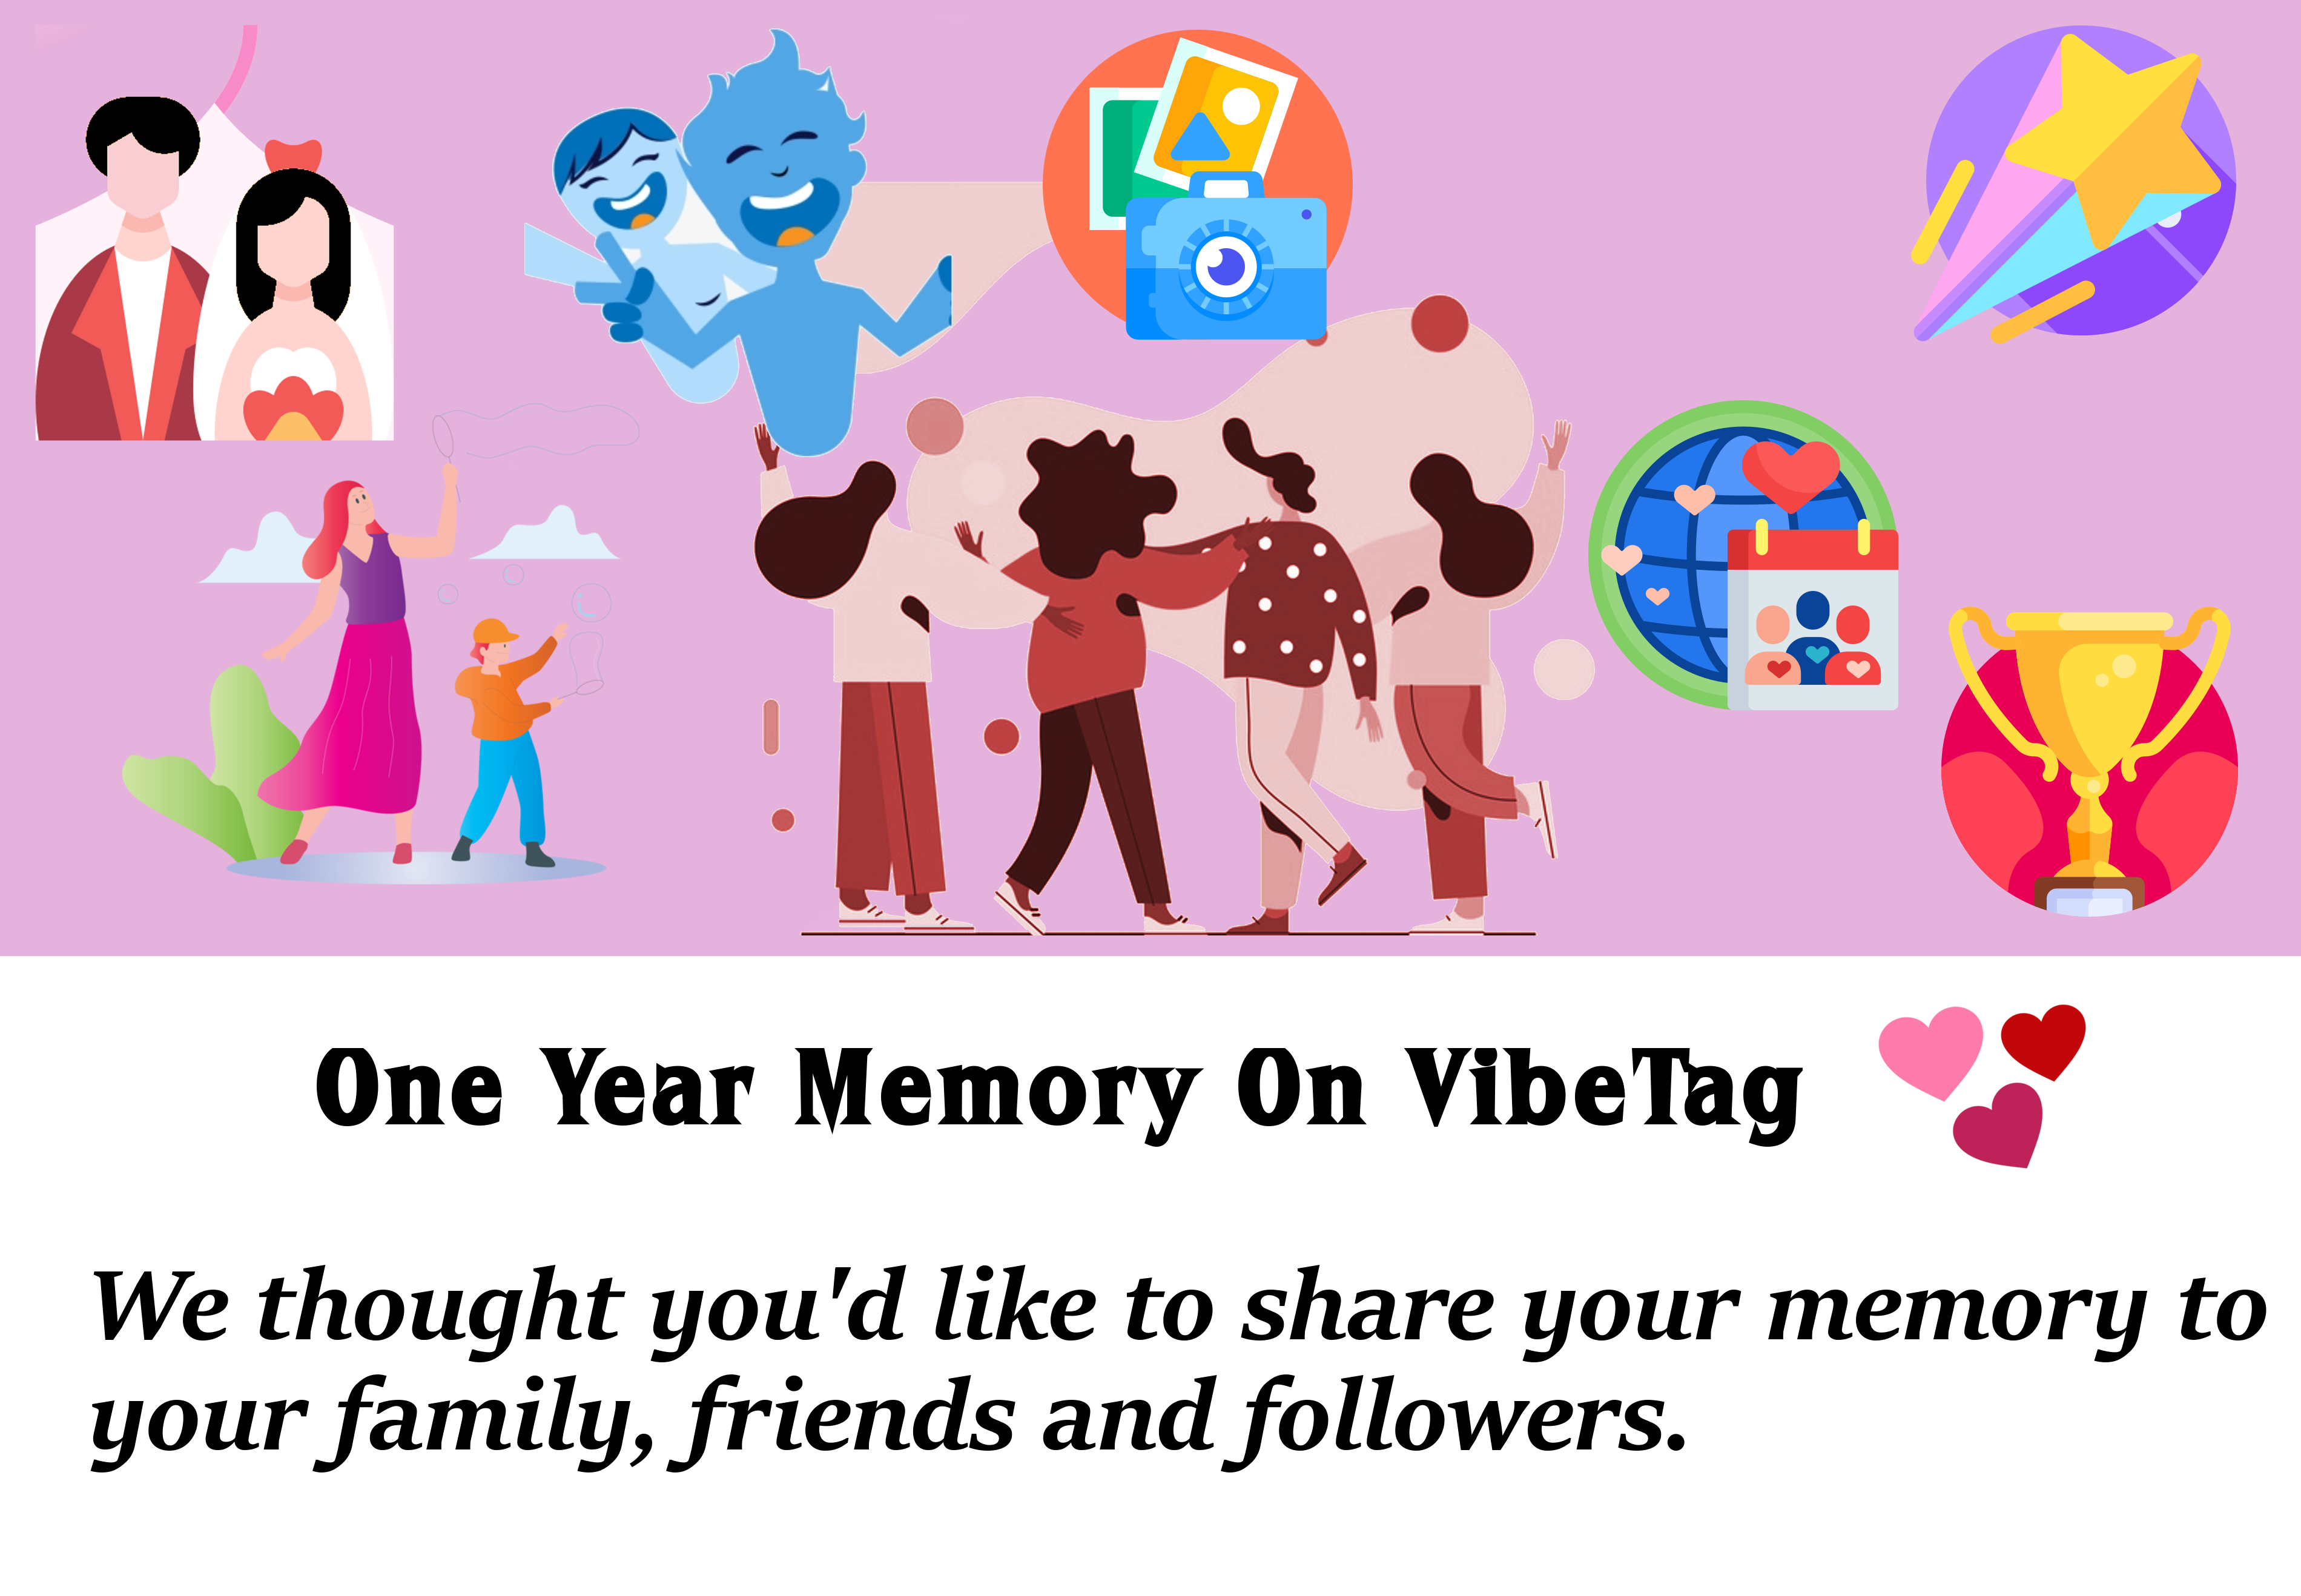 One Year Memory On VibeTag
We thought you'd like to share your memory to
your family, friends and followers.